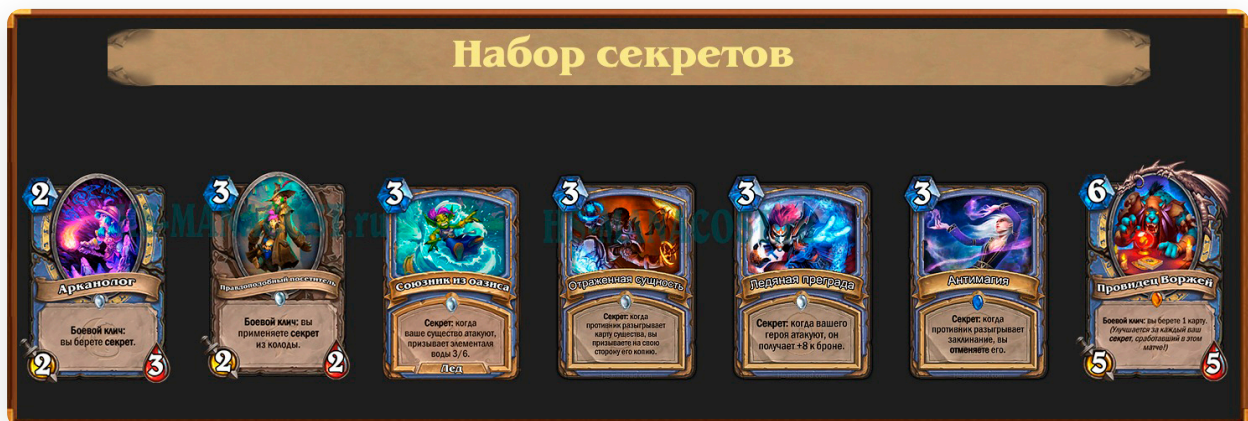 Набор секретов
2
Арканолог
Боевой клич:
вы берете секрет.
2
3
3
Правдоподобный посетитель
Боевой клич: вы
применяете секрет
из колоды.
2
2
3
Союзник из оазиса
Секрет: когда
ваше существо атакуют,
призывает элементаля
воды 3/6.
Лед
3
Отраженная сущность
Секрет: когда
противник разыгрывает
карту существа, вы
призываете на свою
сторону его копию.
3
Ледяная преграда
Секрет: когда вашего
героя атакуют, он
получает +8 к броне.
3
Антимагия
Секрет: когда
противник разыгрывает
заклинание, вы
отменяете его.
6
Провидец Воржей
Боевой клич: вы берете 1 карту.
(Улучшается за каждый ваш
секрет, сработавший в этом
матче!)
5
5